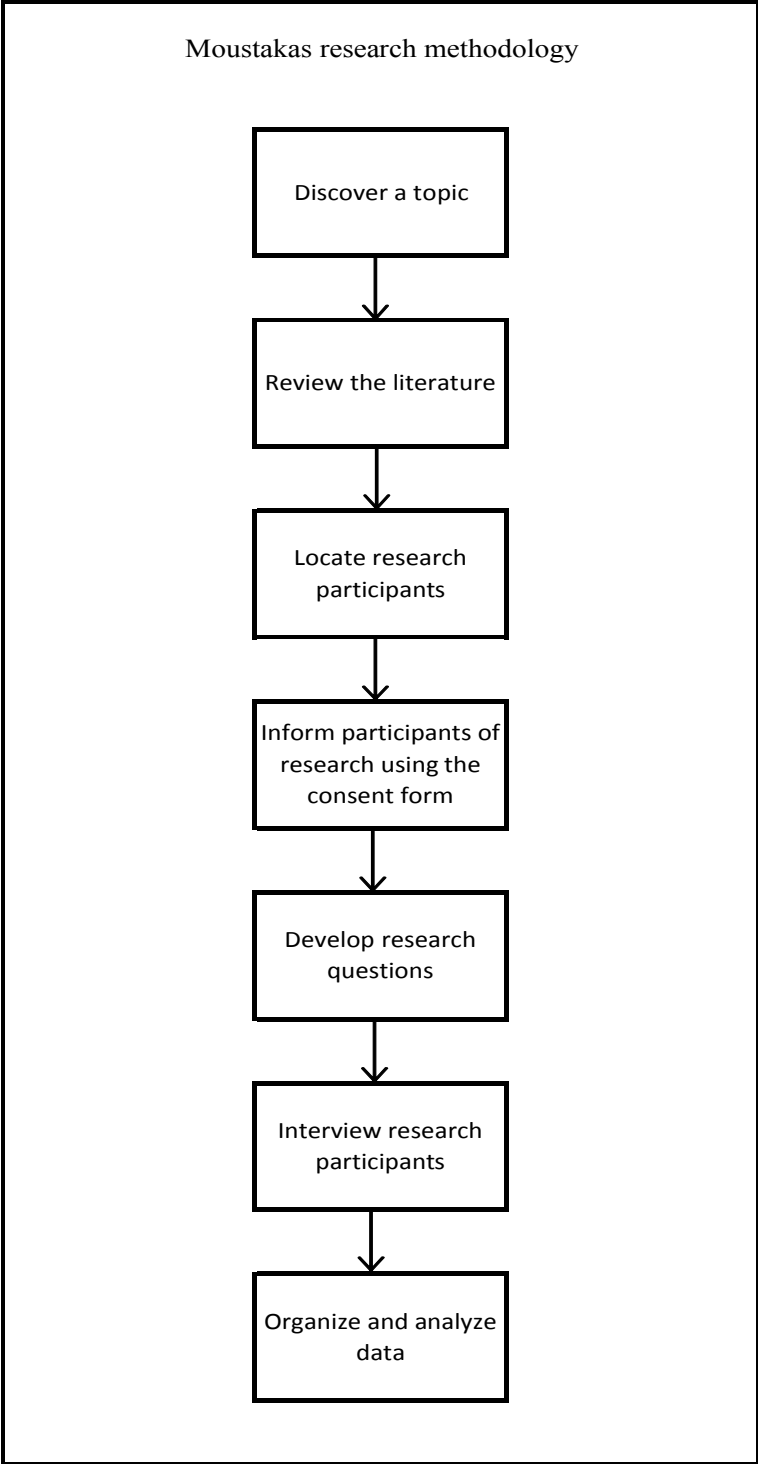 Moustakas research methodology
Discover a topic
Review the literature
Locate research
participants
Inform participants of
research using the
consent form
Develop research
questions
Interview research
participants
Organize and analyze
data